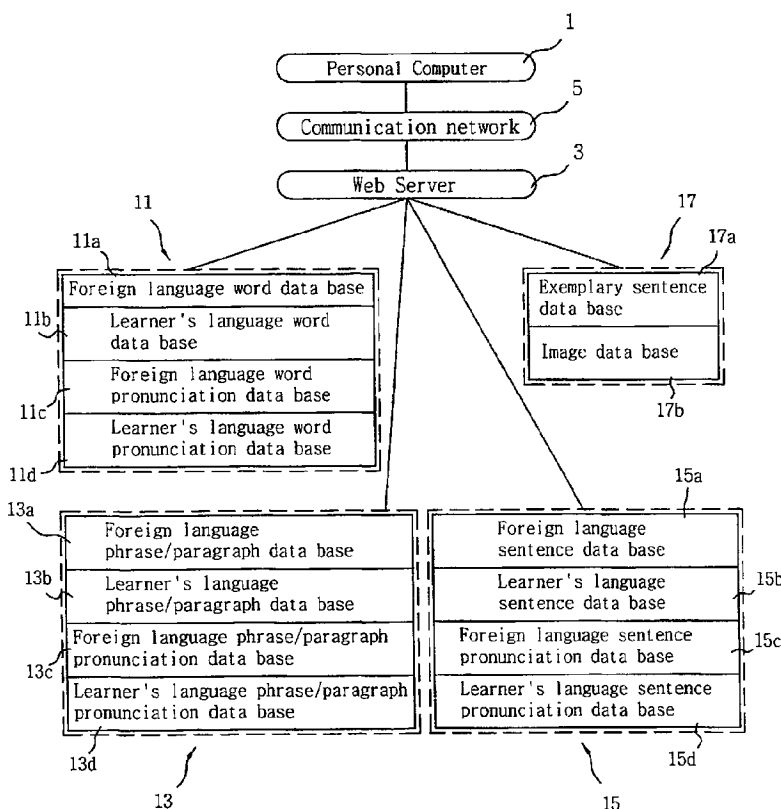 1
Personal Computer
5
Communication network
3
Web Server
11
17
11a
17a
Foreign language word data base
11b
Learner's language word
data base
Foreign language word
pronunciation data base
11c
Learner's language word
pronunciation data base
11d
Exemplary sentence
data base
Image data base
17b
13a
Foreign language
phrase/paragraph data base
13b
Learner's language
phrase/paragraph data base
Foreign language phrase/paragraph
pronunciation data base
13c
Learner's language phrase/paragraph
pronunciation data base
13d
13
15a
Foreign language
sentence data base
Learner's language
sentence data base
15b
Foreign language sentence
pronunciation data base
15c
Learner's language sentence
pronunciation data base
15d
15